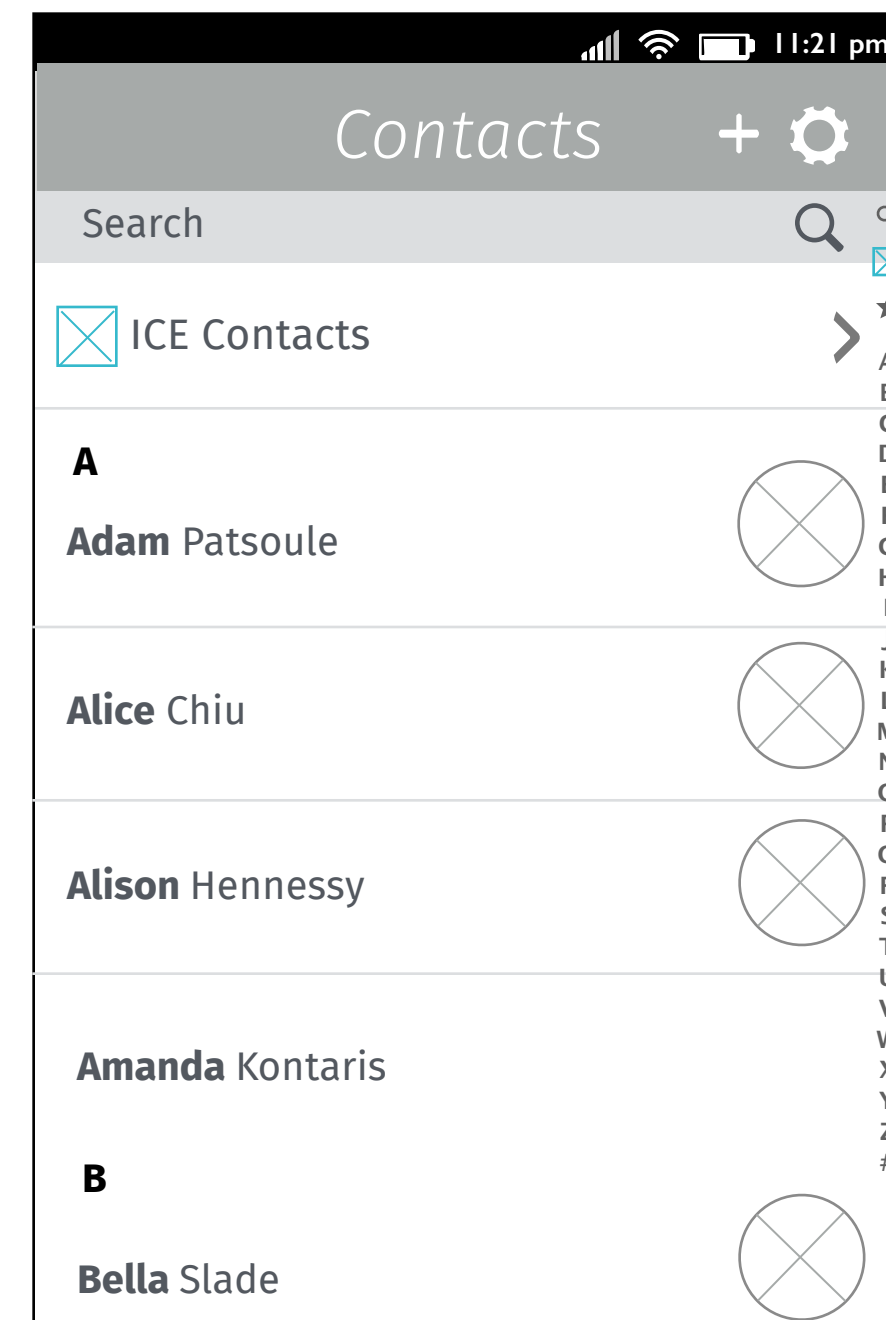 11:21 pm
Contacts
Search
ICE Contacts
A
Adam Patsoule
Alice Chiu
Alison Hennessy
Amanda Kontaris
B
Bella Slade